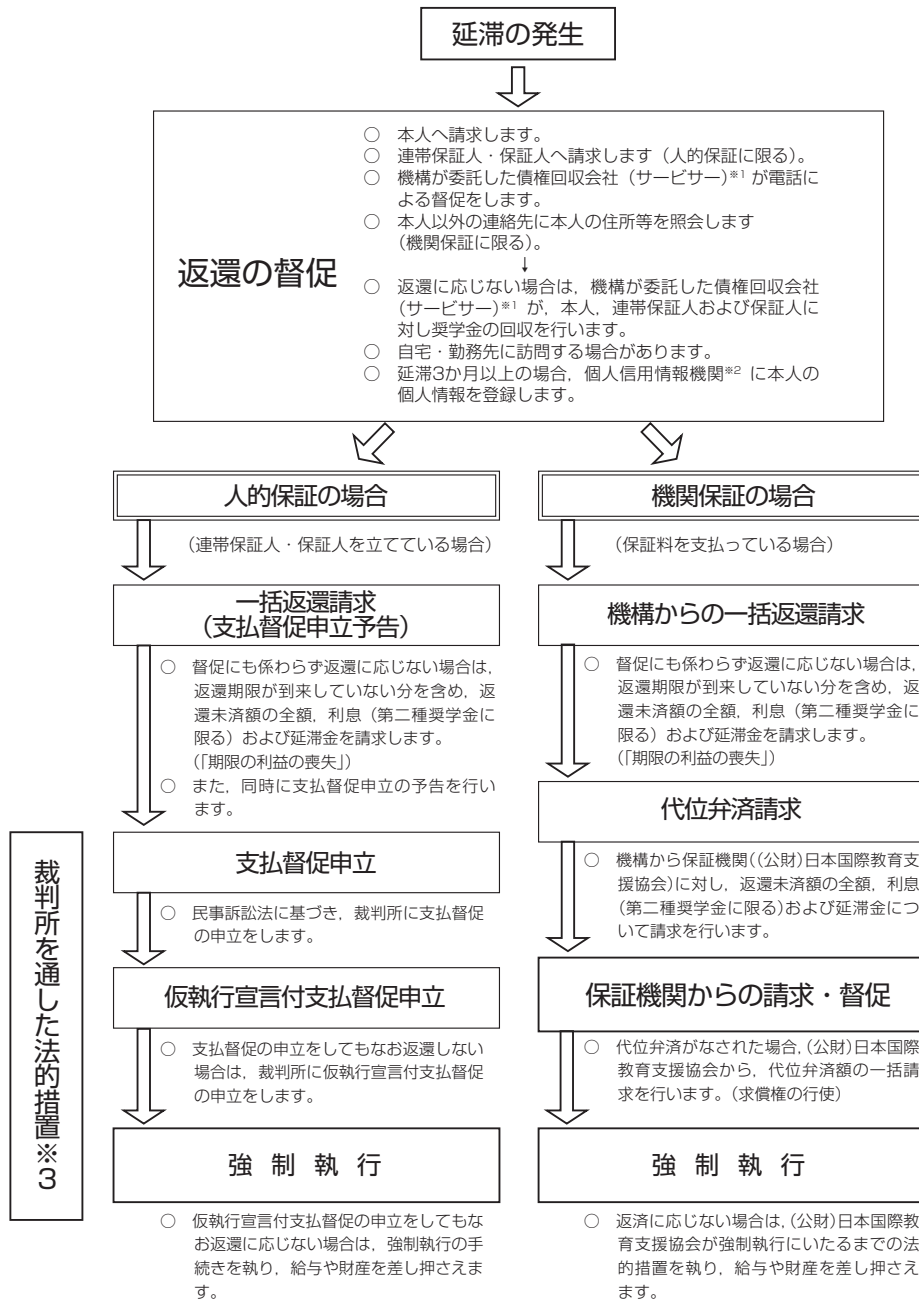 延滞の発生
返還の督促
○ 本人へ請求します。
○ 連帯保証人・保証人へ請求します（人的保証に限る）。
○ 機構が委託した債権回収会社（サービサー）※1 が電話に
よる督促をします。
○ 本人以外の連絡先に本人の住所等を照会します
（機関保証に限る）。
↓
○ 返還に応じない場合は，機構が委託した債権回収会社
（サービサー）※1 が，本人，連帯保証人および保証人に
対し奨学金の回収を行います。
○ 自宅・勤務先に訪問する場合があります。
○ 延滞3か月以上の場合，個人信用情報機関※2 に本人の
個人情報を登録します。
人的保証の場合
（連帯保証人・保証人を立てている場合）
一括返還請求
（支払督促申立予告）
○ 督促にも係わらず返還に応じない場合は，
返還期限が到来していない分を含め，返
還未済額の全額，利息（第二種奨学金に
限る）および延滞金を請求します。
（「期限の利益の喪失」）
○ また，同時に支払督促申立の予告を行い
ます。
裁判所を通した法的措置※3
支払督促申立
○ 民事訴訟法に基づき，裁判所に支払督促
の申立をします。
仮執行宣言付支払督促申立
○ 支払督促の申立をしてもなお返還しない
場合は，裁判所に仮執行宣言付支払督促
の申立をします。
強 制 執 行
○ 仮執行宣言付支払督促の申立をしてもな
お返還に応じない場合は，強制執行の手
続きを執り，給与や財産を差し押さえま
す。
機関保証の場合
（保証料を支払っている場合）
機構からの一括返還請求
○ 督促にも係わらず返還に応じない場合は，
返還期限が到来していない分を含め，返
還未済額の全額，利息（第二種奨学金に
限る）および延滞金を請求します。
（「期限の利益の喪失」）
代位弁済請求
○ 機構から保証機関((公財)日本国際教育支
援協会)に対し，返還未済額の全額，利息
(第二種奨学金に限る)および延滞金につ
いて請求を行います。
保証機関からの請求・督促
○ 代位弁済がなされた場合，(公財)日本国際
教育支援協会から，代位弁済額の一括請
求を行います。（求償権の行使）
強 制 執 行
○ 返済に応じない場合は，(公財)日本国際教
育支援協会が強制執行にいたるまでの法
的措置を執り，給与や財産を差し押さえ
ます。